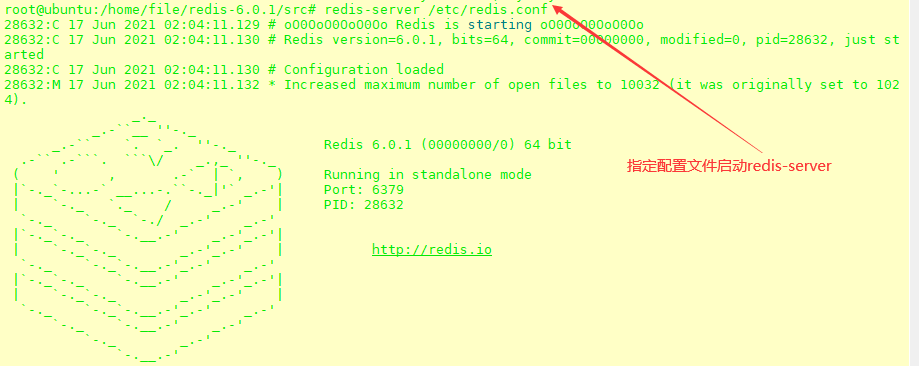 root@ubuntu:/home/file/redis-6.0.1/src# redis-server /etc/redis.conf
28632:C 17 Jun 2021 02:04:11.129 # oO0OoO0OoO0Oo Redis is starting oO0OoO0OoO0Oo
28632:C 17 Jun 2021 02:04:11.130 # Redis version=6.0.1, bits=64, commit=00000000, modified=0, pid=28632, just st
arted
28632:C 17 Jun 2021 02:04:11.130 # Configuration loaded
28632:M 17 Jun 2021 02:04:11.132 * Increased maximum number of open files to 10032 (it was originally set to 102
4).
Redis 6.0.1 (00000000/0) 64 bit
指定配置文件启动redis-server
Running in standalone mode
Port: 6379
PID: 28632
http://redis.io